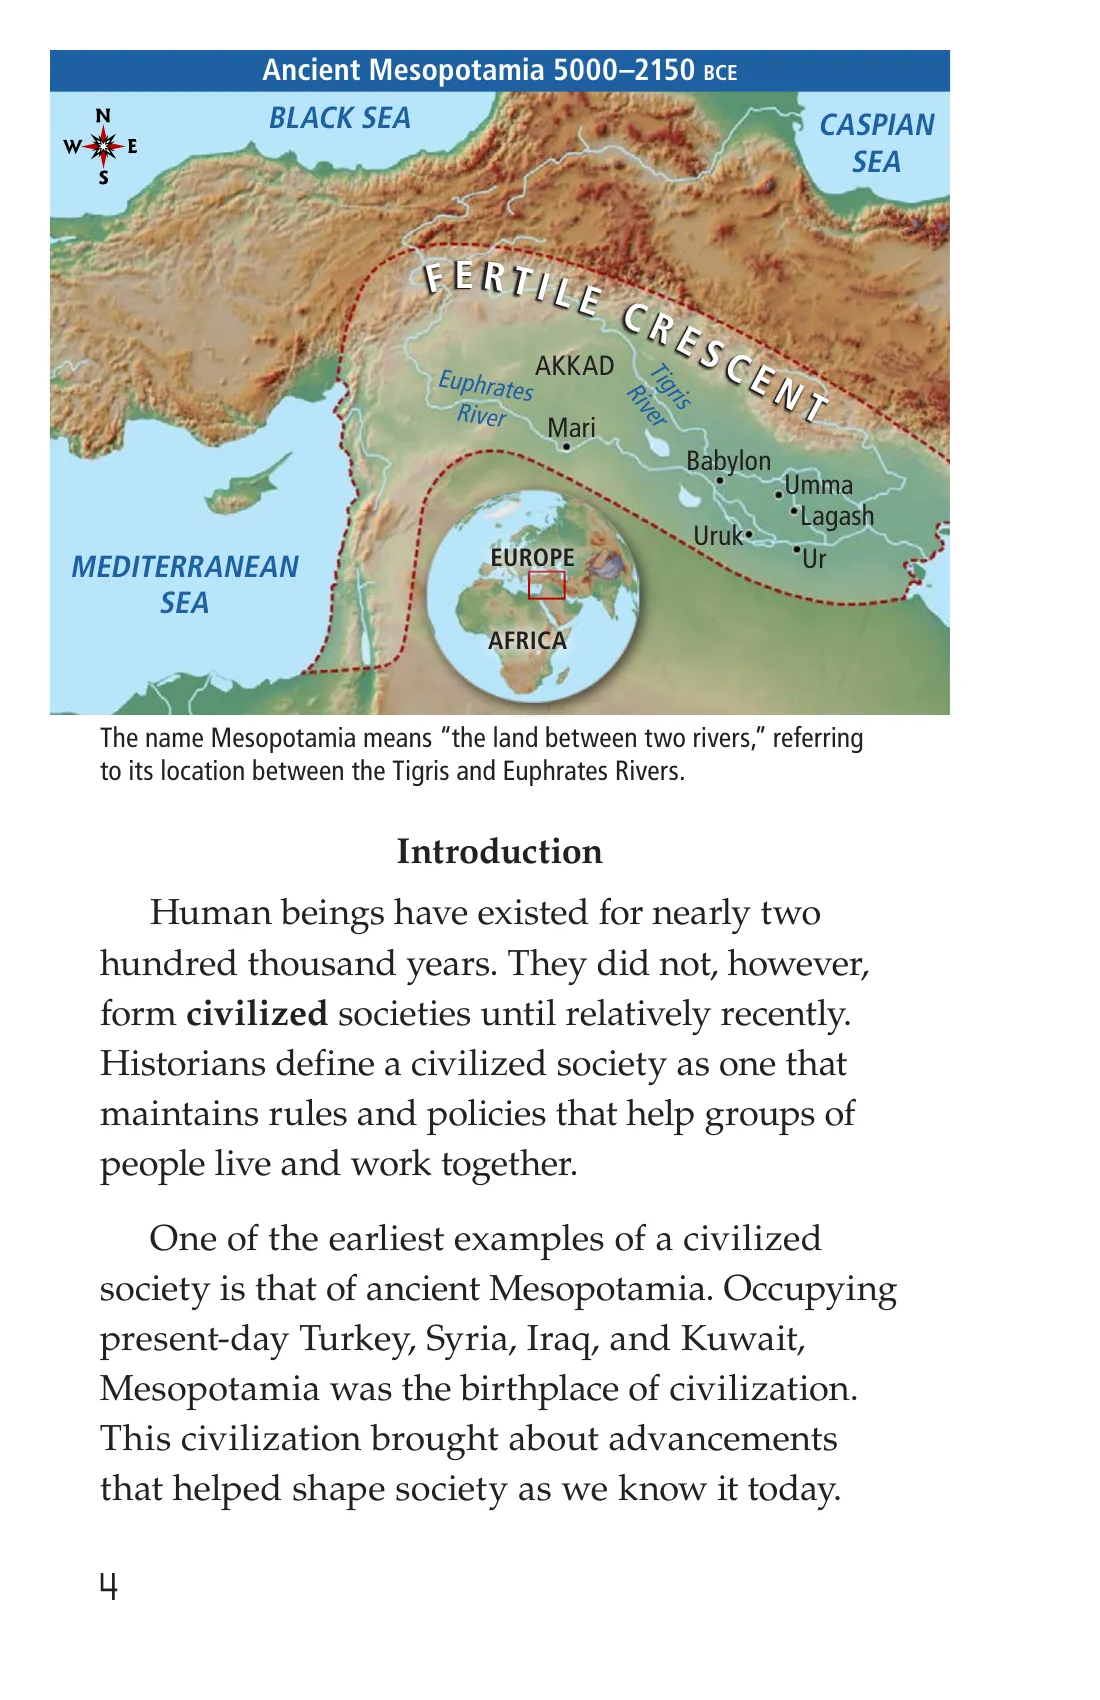 Ancient Mesopotamia 5000–2150 BCE
BLACK SEA
CASPIAN
SEA
N
W E
S
FERTILE CRESCENT
AKKAD
Euphrates
River
Tigris
River
Mari
Babylon
Umma
Lagash
Uruk
Ur
MEDITERRANEAN
SEA
EUROPE
AFRICA
The name Mesopotamia means “the land between two rivers,” referring
to its location between the Tigris and Euphrates Rivers.
Introduction
Human beings have existed for nearly two
hundred thousand years. They did not, however,
form civilized societies until relatively recently.
Historians define a civilized society as one that
maintains rules and policies that help groups of
people live and work together.
One of the earliest examples of a civilized
society is that of ancient Mesopotamia. Occupying
present-day Turkey, Syria, Iraq, and Kuwait,
Mesopotamia was the birthplace of civilization.
This civilization brought about advancements
that helped shape society as we know it today.
4